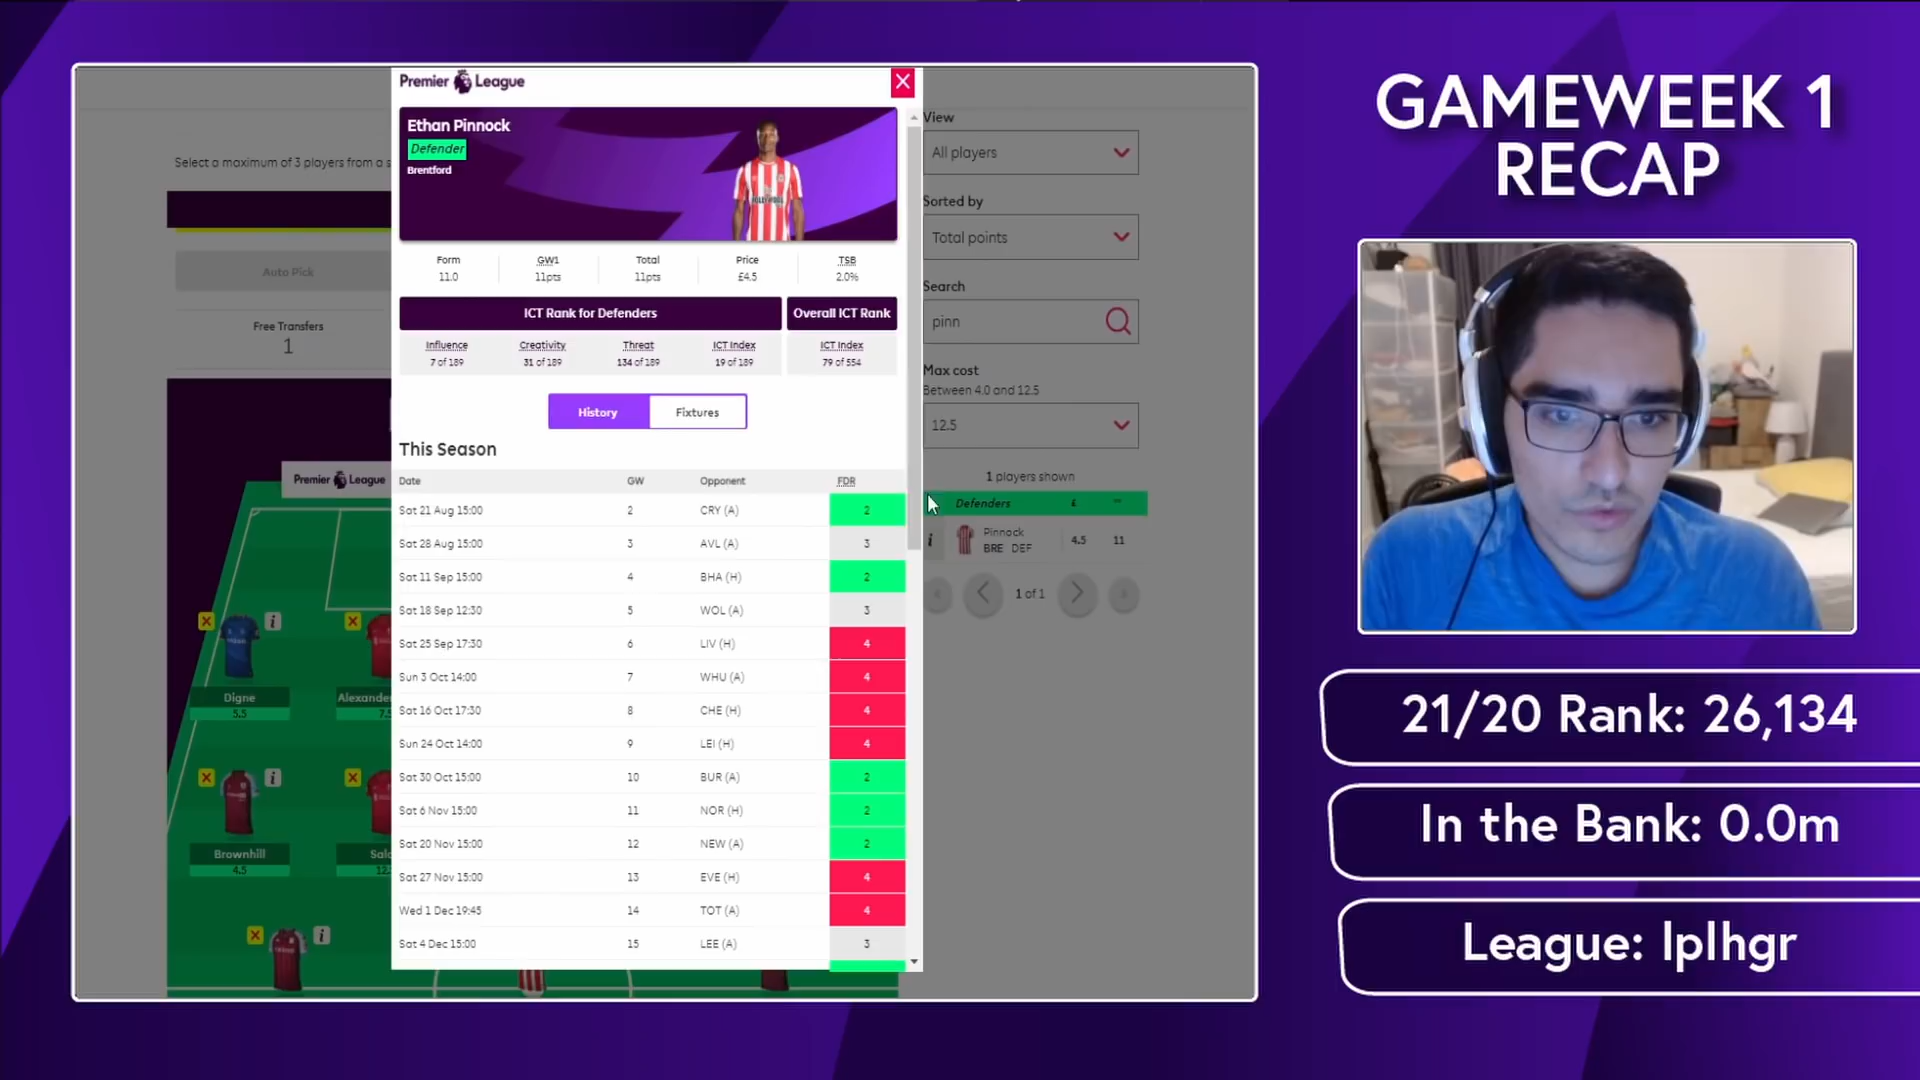 Premier League
Ethan Pinnock
Defender
Brentford
Form
GW1
Total
Price
TSB
11.0
11pts
11pts
£4.5
2.0%
ICT Rank for Defenders
Overall ICT Rank
Influence
Creativity
Threat
ICT Index
ICT Index
7 of 189
31 of 189
134 of 189
19 of 189
79 of 554
History
Fixtures
This Season
Date GW Opponent FDR
Sat 21 Aug 15:00 2 CRY (A) 2
Sat 28 Aug 15:00 3 AVL (A) 3
Sat 11 Sep 15:00 4 BHA (H) 2
Sat 18 Sep 12:30 5 WOL (A) 3
Sat 25 Sep 17:30 6 LIV (H) 4
Sun 3 Oct 14:00 7 WHU (A) 4
Sat 16 Oct 17:30 8 CHE (H) 4
Sun 24 Oct 14:00 9 LEI (H) 4
Sat 30 Oct 15:00 10 BUR (A) 2
Sat 6 Nov 15:00 11 NOR (H) 2
Sat 20 Nov 15:00 12 NEW (A) 2
Sat 27 Nov 15:00 13 EVE (H) 4
Wed 1 Dec 19:45 14 TOT (A) 4
Sat 4 Dec 15:00 15 LEE (A) 3
Select a maximum of 3 players from a s
Auto Pick
Free Transfers
1
Premier League
Digne
5.5
Alexander
7.5
Brownhill
4.5
Sala
12.
View
All players
Sorted by
Total points
Search
pinn
Max cost
Between 4.0 and 12.5
12.5
1 players shown
Defenders £
Pinnock
BRE DEF
4.5 11
1 of 1
GAMEWEEK 1
RECAP
21/20 Rank: 26,134
In the Bank: 0.0m
League: lplhgr